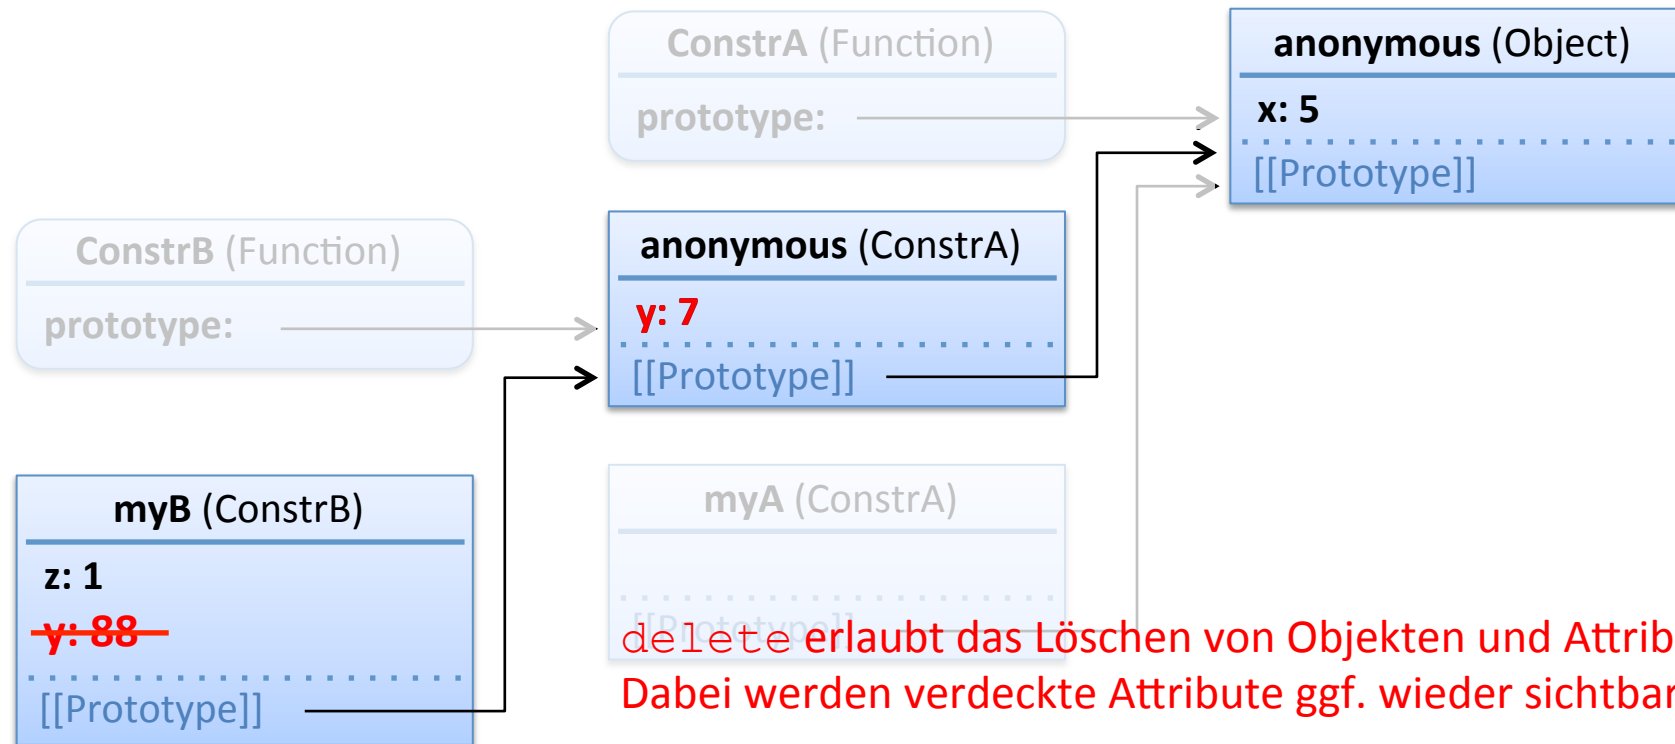 ConstrA (Function)
prototype:
anonymous (Object)
x: 5
[[Prototype]]
ConstrB (Function)
prototype:
anonymous (ConstrA)
y: 7
[[Prototype]]
myB (ConstrB)
z: 1
y: 88
[[Prototype]]
myA (ConstrA)
[[Prototype]]
delete erlaubt das Löschen von Objekten und Attrib
Dabei werden verdeckte Attribute ggf. wieder sichtbar